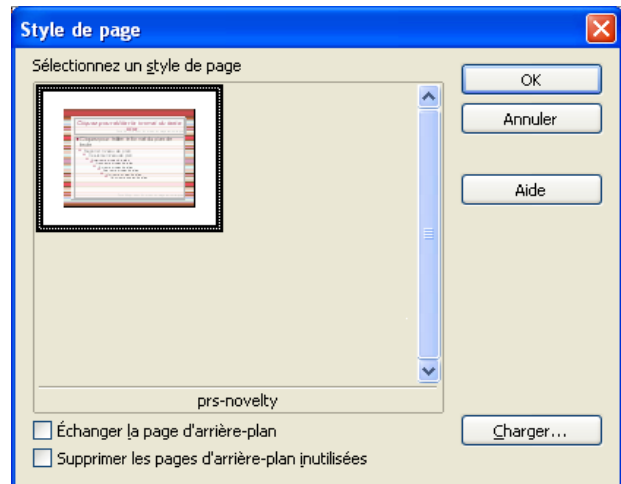 Style de page
Sélectionnez un style de page
OK
Annuler
Aide
prs-novelty
Échanger la page d'arrière-plan
Charger...
Supprimer les pages d'arrière-plan inutilisées